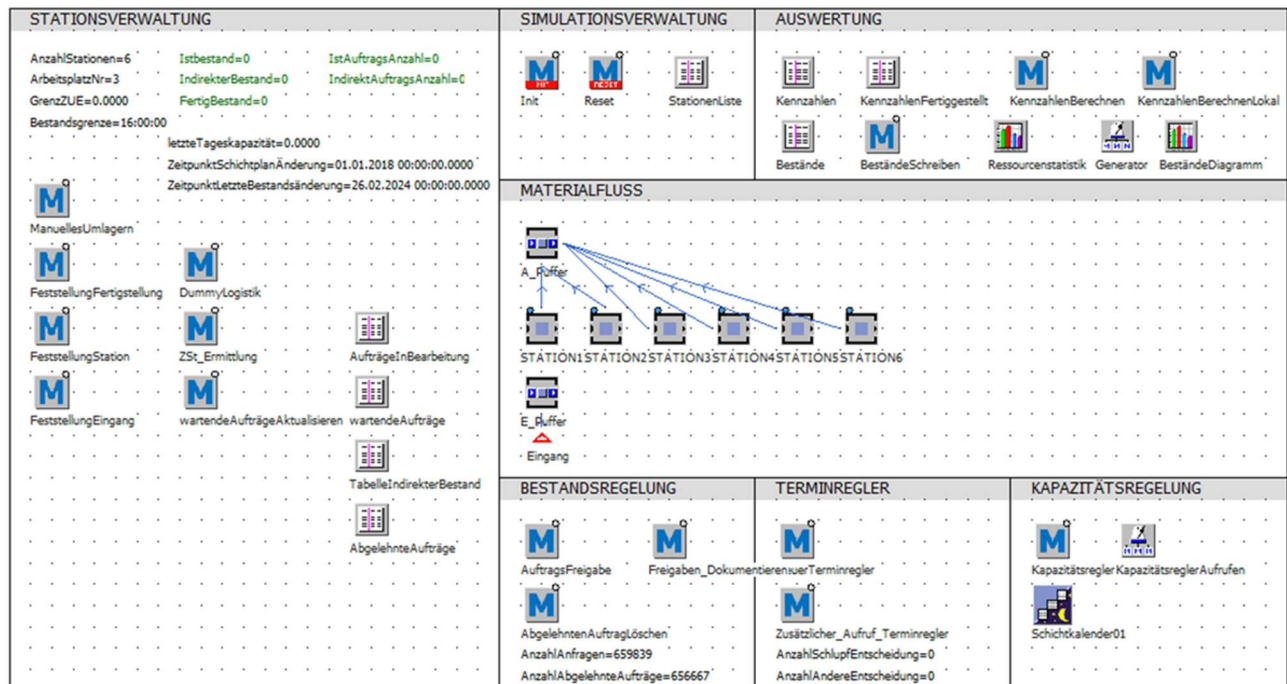 STATIONSVERWALTUNG
AnzahlStationen=6 Istbestand=0 IstAuftragsAnzahl=0
ArbeitsplatzNr=3 IndirekterBestand=0 IndirektAuftragsAnzahl=0
GrenzZUE=0.0000 FertigBestand=0
Bestandsgrenze=16:00:00
letzteTageskapazität=0.0000
ZeitpunktSchichtplanÄnderung=01.01.2018 00:00:00.0000
ZeitpunktLetzteBestandsänderung=26.02.2024 00:00:00.0000
M
ManuellesUmlagern
M M
FeststellungFertigstellung DummyLogistik
M M
FeststellungStation ZSt_Ermittlung AufträgeInBearbeitung
M M
FeststellungEingang wartendeAufträgeAktualisieren wartendeAufträge
TabelleIndirekterBestand
AbgelehnteAufträge
SIMULATIONSVERWALTUNG
M M
INIT RESET
Init Reset StationenListe
AUSWERTUNG
M M
Kennzahlen KennzahlenFertiggestellt KennzahlenBerechnen KennzahlenBerechnenLokal
M
Bestände BeständeSchreiben Ressourcenstatistik Generator BeständeDiagramm
MATERIALFLUSS
A_Puffer
STATION1 STATION2 STATION3 STATION4 STATION5 STATION6
E_Puffer
Eingang
BESTANDSREGELUNG
M M
AuftragsFreigabe Freigaben_Dokumentieren
M
AbgelehntenAuftragLöschen
AnzahlAnfragen=659839
AnzahlAbgelehnteAufträge=656667
TERMINREGLER
M
uerTerminregler
M
Zusätzlicher_Aufruf_Terminregler
AnzahlSchlupfEntscheidung=0
AnzahlAndereEntscheidung=0
KAPAZITÄTSREGELUNG
M
Kapazitätsregler KapazitätsreglerAufrufen
Schichtkalender01